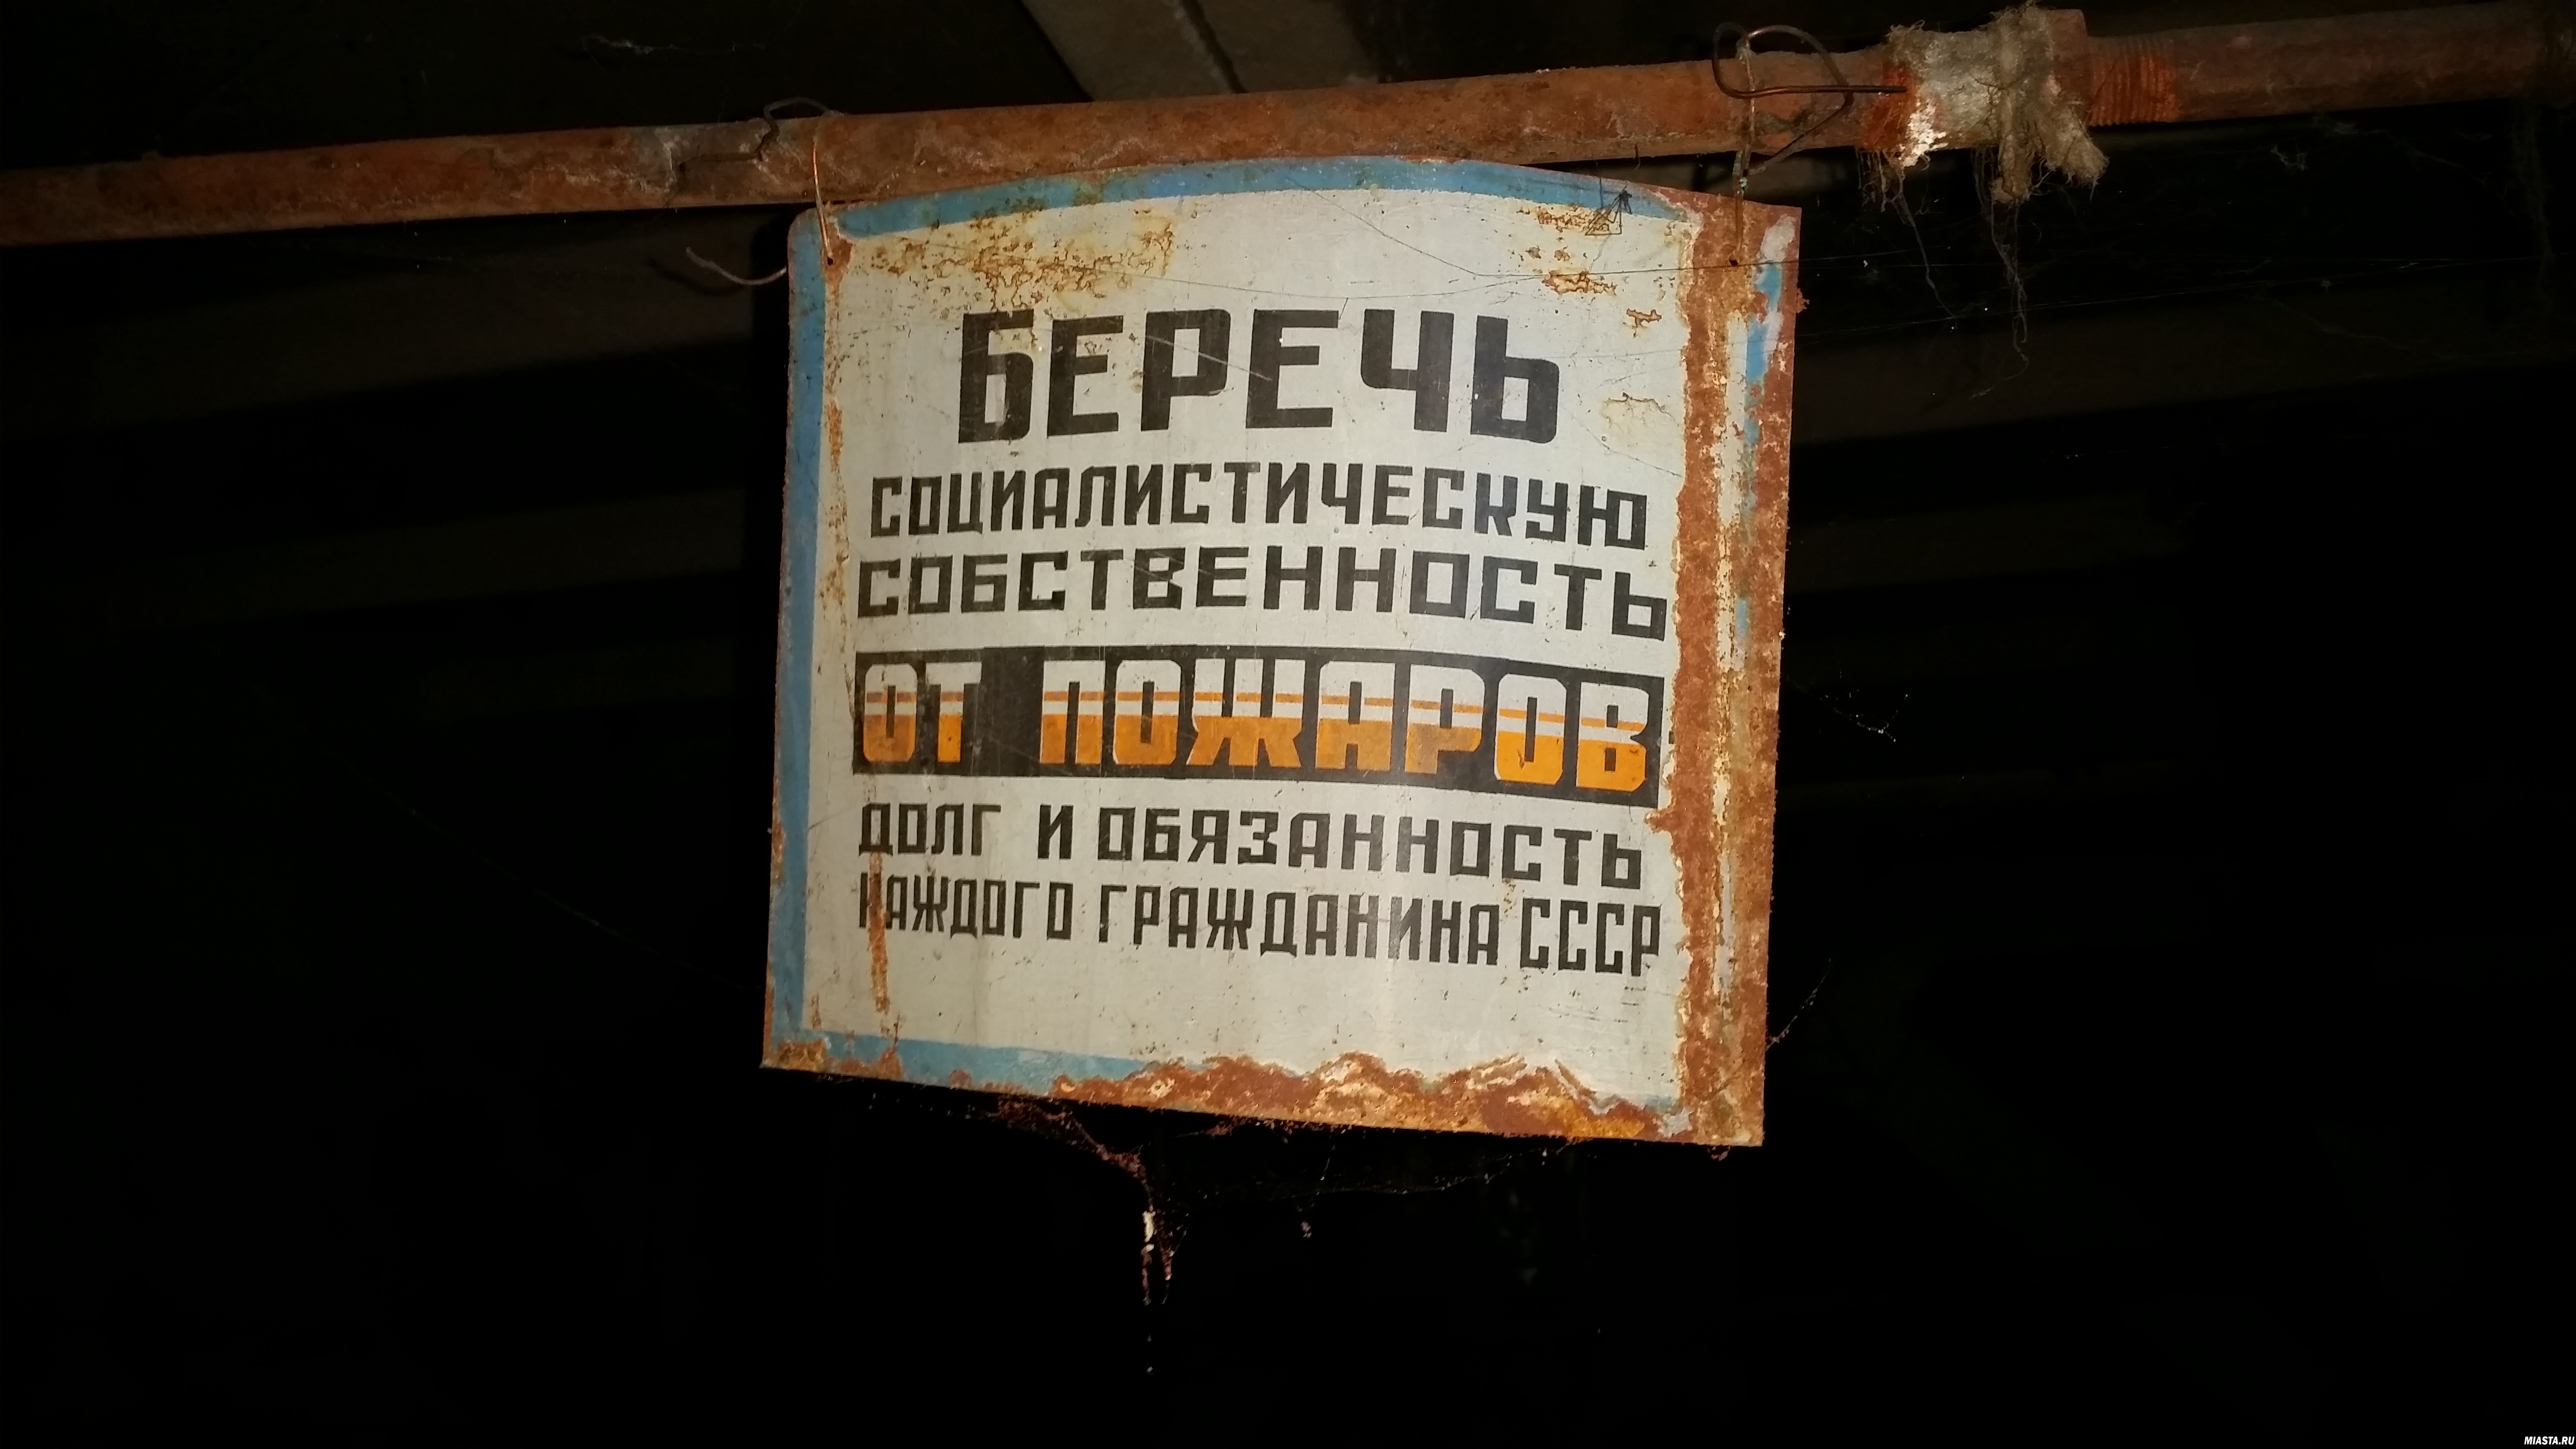 БЕРЕЧЬ
СОЦИАЛИСТИЧЕСКУЮ
СОБСТВЕННОСТЬ
ОТ ПОЖАРОВ
ДОЛГ И ОБЯЗАННОСТЬ
КАЖДОГО ГРАЖДАНИНА СССР
MIASTA.RU